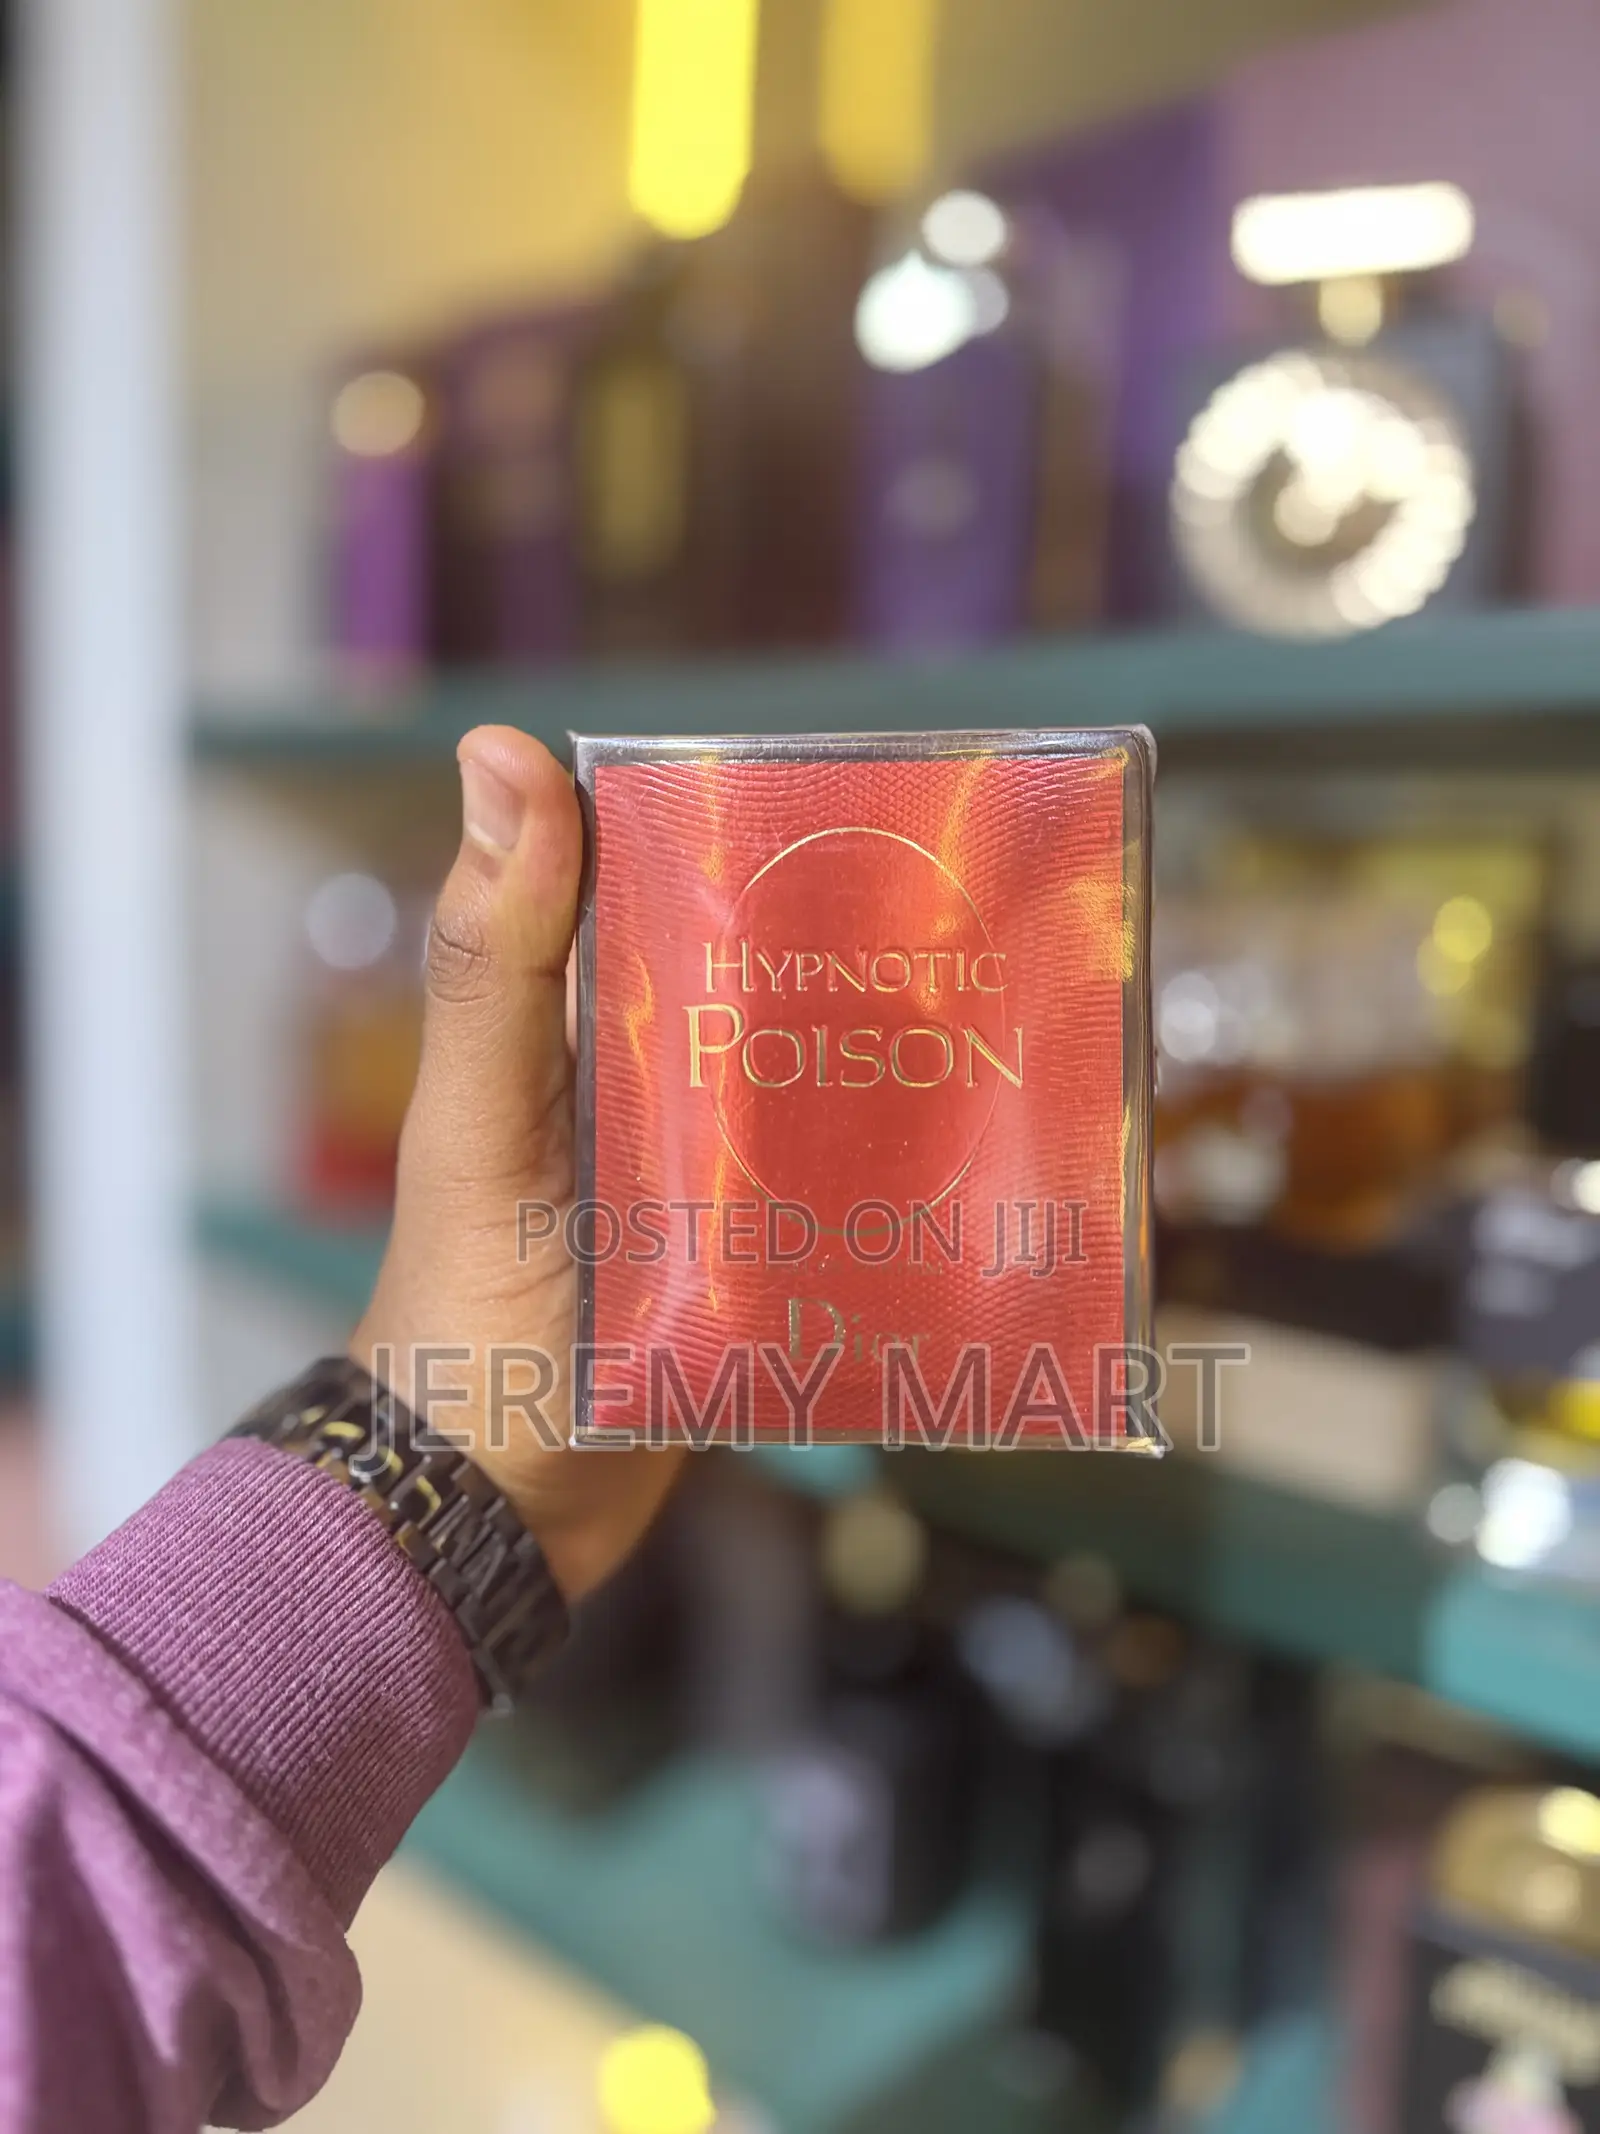 HYPNOTIC
POISON
POSTED ON JIJI
Dior
JEREMY MART